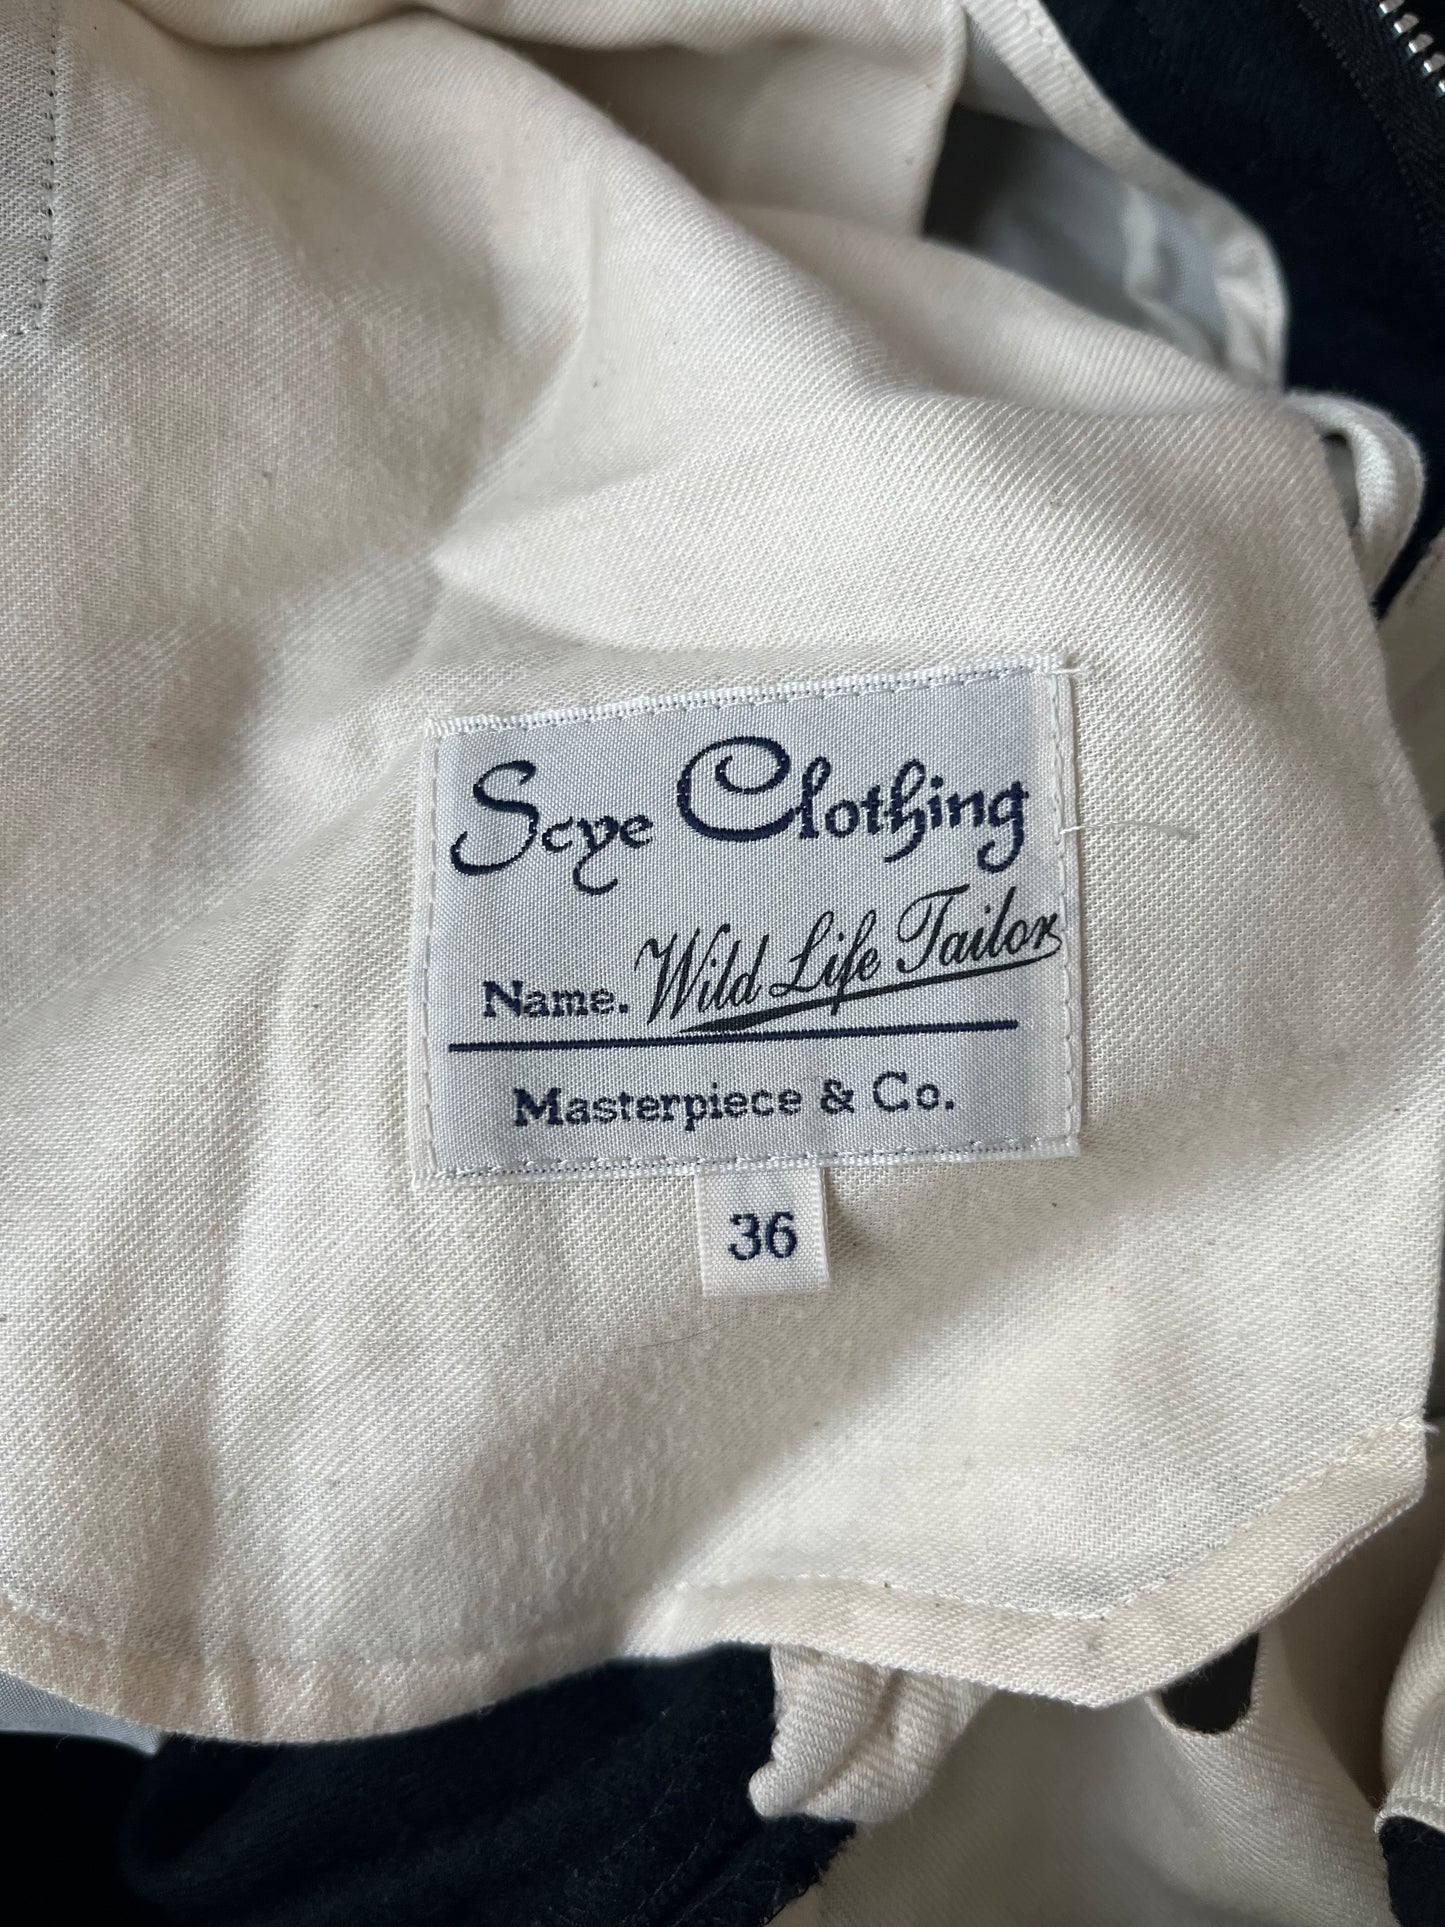 Scye Clothing
Name. Wild Life Tailor
Masterpiece & Co.
36